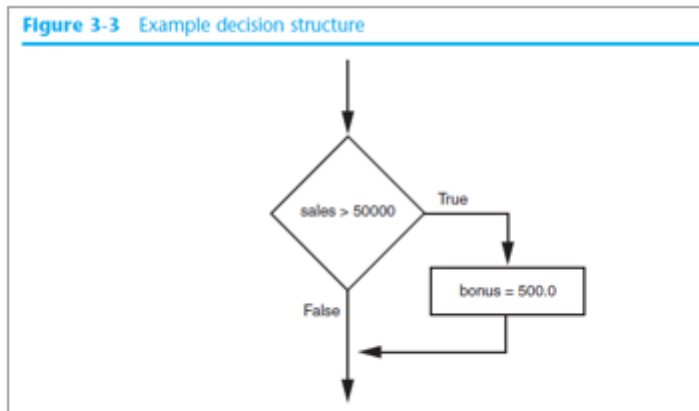 Figure 3-3 Example decision structure
sales > 50000
True
bonus = 500.0
False